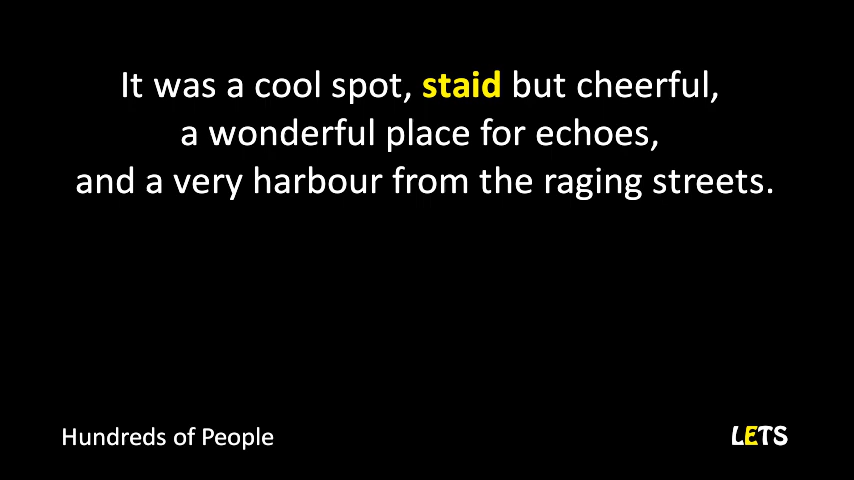 It was a cool spot, staid but cheerful,
a wonderful place for echoes,
and a very harbour from the raging streets.
Hundreds of People
LETS